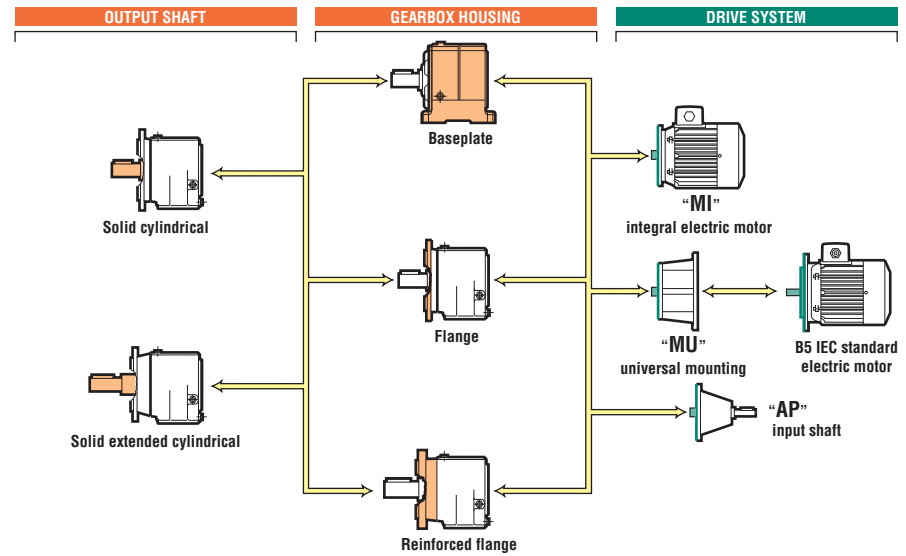 OUTPUT SHAFT
GEARBOX HOUSING
DRIVE SYSTEM
Baseplate
Solid cylindrical
“MI”
integral electric motor
Flange
“MU”
universal mounting
B5 IEC standard
electric motor
Solid extended cylindrical
“AP”
input shaft
Reinforced flange